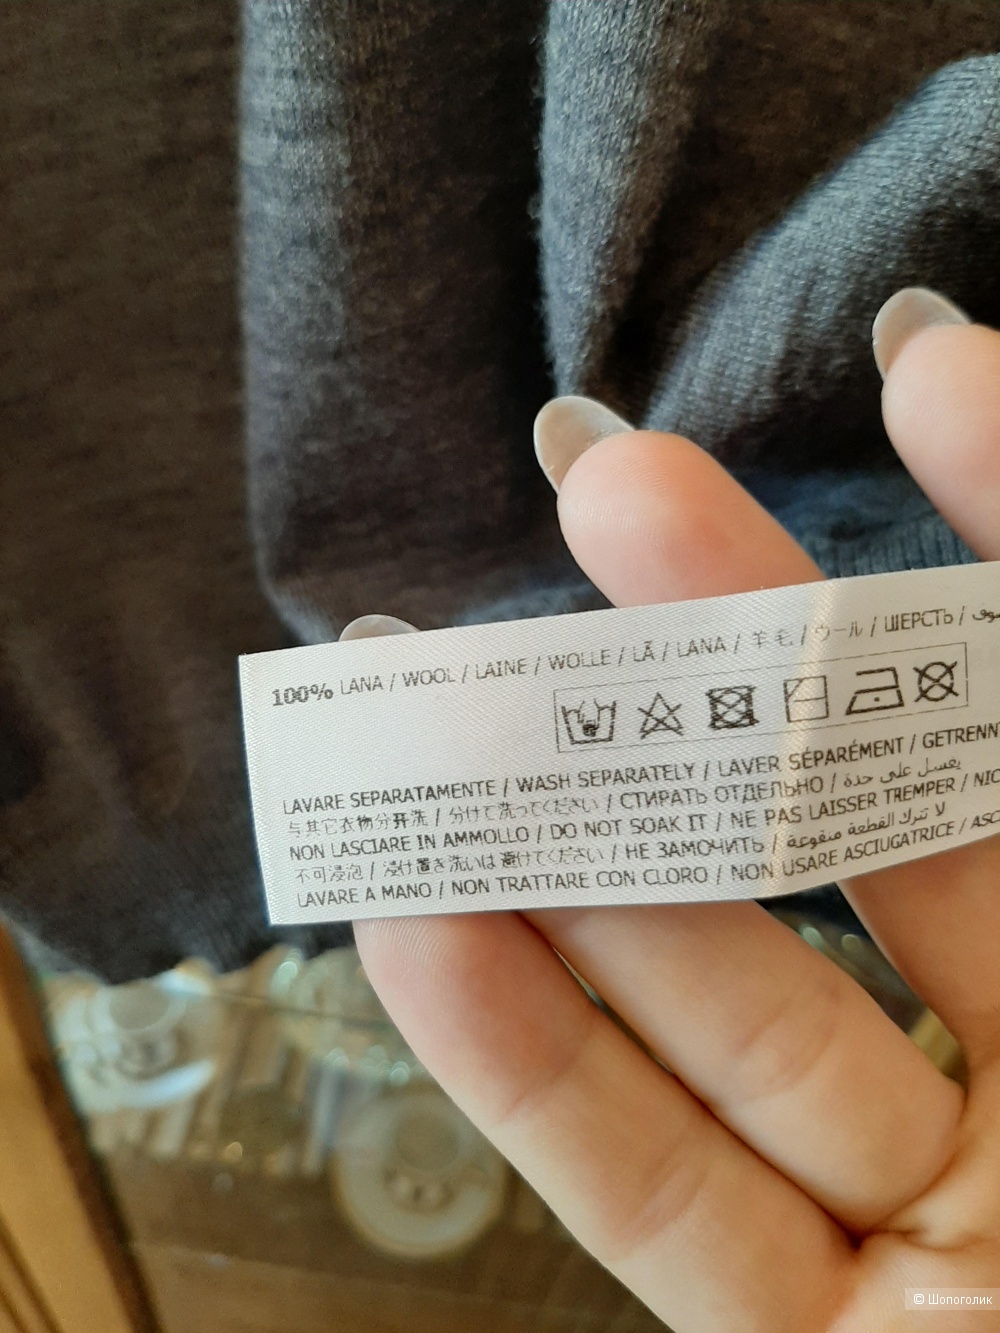 100% LANA / WOOL / LAINE / WOLLE / LÃ / LANA / 羊毛 / ウール / ШЕРСТЬ / صوف
LAVARE SEPARATAMENTE / WASH SEPARATELY / LAVER SÉPARÉMENT / GETRENN
与其它衣物分开洗 / 分けて洗ってください / СТИРАТЬ ОТДЕЛЬНО / يغسل على حدة
NON LASCIARE IN AMMOLLO / DO NOT SOAK IT / NE PAS LAISSER TREMPER / NIC
不可浸泡 / 浸け置き洗いは避けてください / НЕ ЗАМОЧИТЬ / لا تترك القطعة منقوعة
LAVARE A MANO / NON TRATTARE CON CLORO / NON USARE ASCIUGATRICE / ASC
© Шопоголик